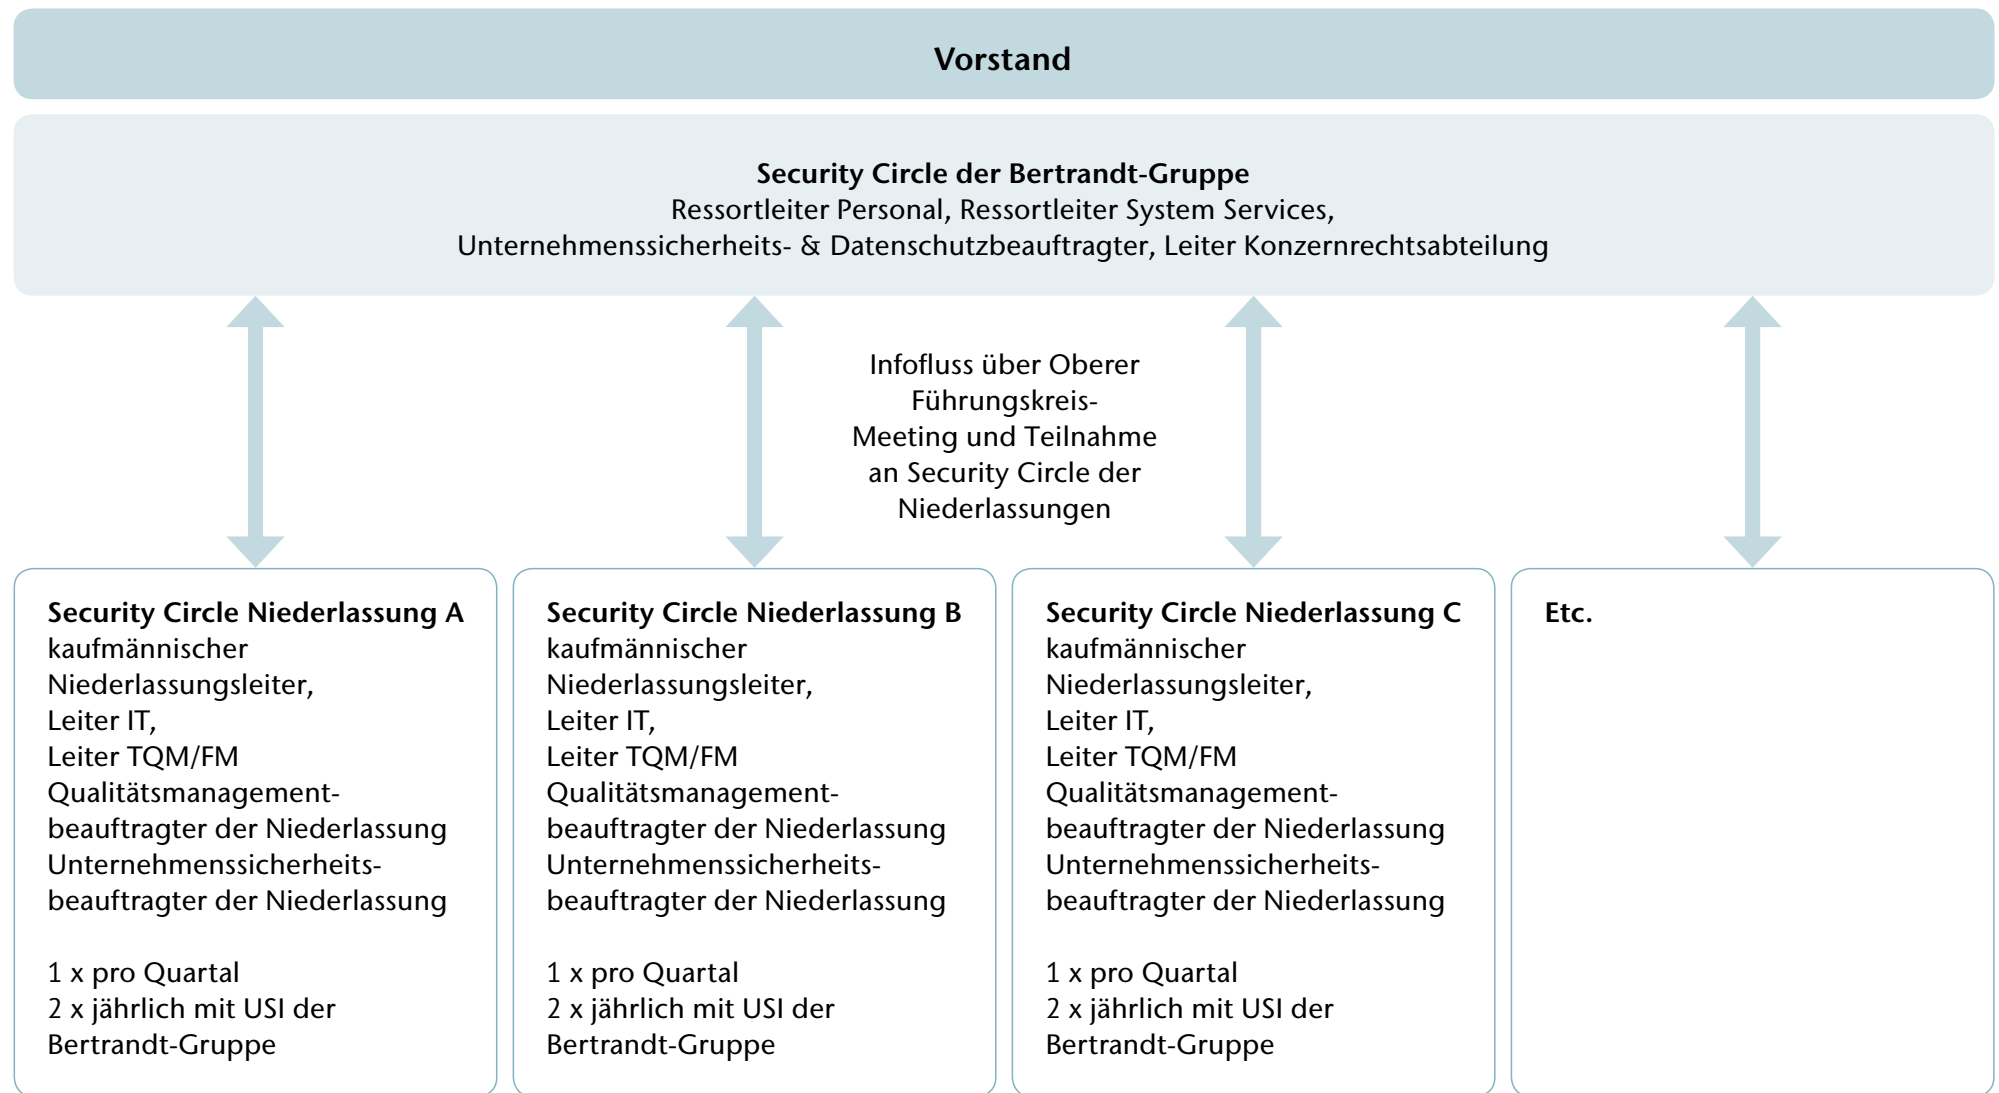 Vorstand
Security Circle der Bertrandt-Gruppe
Ressortleiter Personal, Ressortleiter System Services,
Unternehmenssicherheits- & Datenschutzbeauftragter, Leiter Konzernrechtsabteilung
Infofluss über Oberer
Führungskreis-
Meeting und Teilnahme
an Security Circle der
Niederlassungen
Security Circle Niederlassung A
kaufmännischer
Niederlassungsleiter,
Leiter IT,
Leiter TQM/FM
Qualitätsmanagement-
beauftragter der Niederlassung
Unternehmenssicherheits-
beauftragter der Niederlassung
1 x pro Quartal
2 x jährlich mit USI der
Bertrandt-Gruppe
Security Circle Niederlassung B
kaufmännischer
Niederlassungsleiter,
Leiter IT,
Leiter TQM/FM
Qualitätsmanagement-
beauftragter der Niederlassung
Unternehmenssicherheits-
beauftragter der Niederlassung
1 x pro Quartal
2 x jährlich mit USI der
Bertrandt-Gruppe
Security Circle Niederlassung C
kaufmännischer
Niederlassungsleiter,
Leiter IT,
Leiter TQM/FM
Qualitätsmanagement-
beauftragter der Niederlassung
Unternehmenssicherheits-
beauftragter der Niederlassung
1 x pro Quartal
2 x jährlich mit USI der
Bertrandt-Gruppe
Etc.